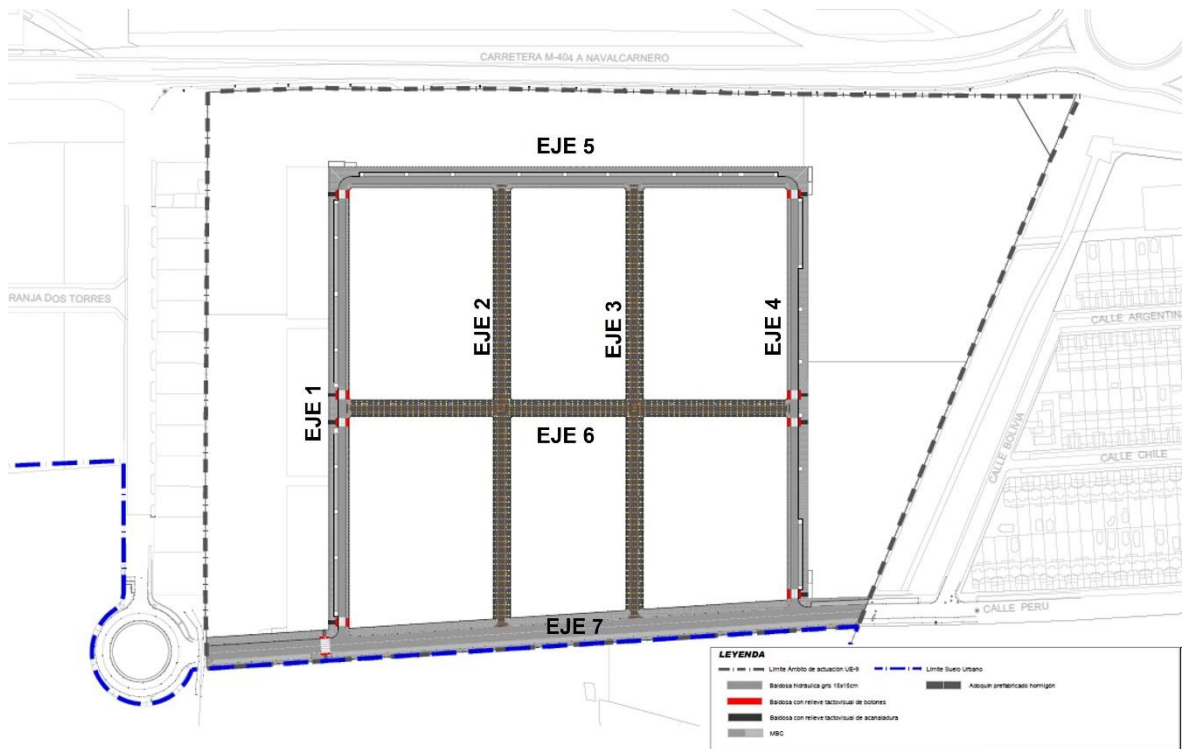 CARRETERA M-404 A NAVALCARNERO
EJE 5
RANJA DOS TORRES
EJE 2
EJE 3
EJE 4
EJE 1
EJE 6
EJE 7
CALLE ARGENTINA
CALLE BOLIVIA
CALLE CHILE
CALLE PERU
LEYENDA
Límite Ámbito de actuación UE-9
Límite Suelo Urbano
Baldosa hidráulica gris 15x15cm
Adoquín prefabricado hormigón
Baldosa con relieve tactovisual de botones
Baldosa con relieve tactovisual de acanaladura
MBC